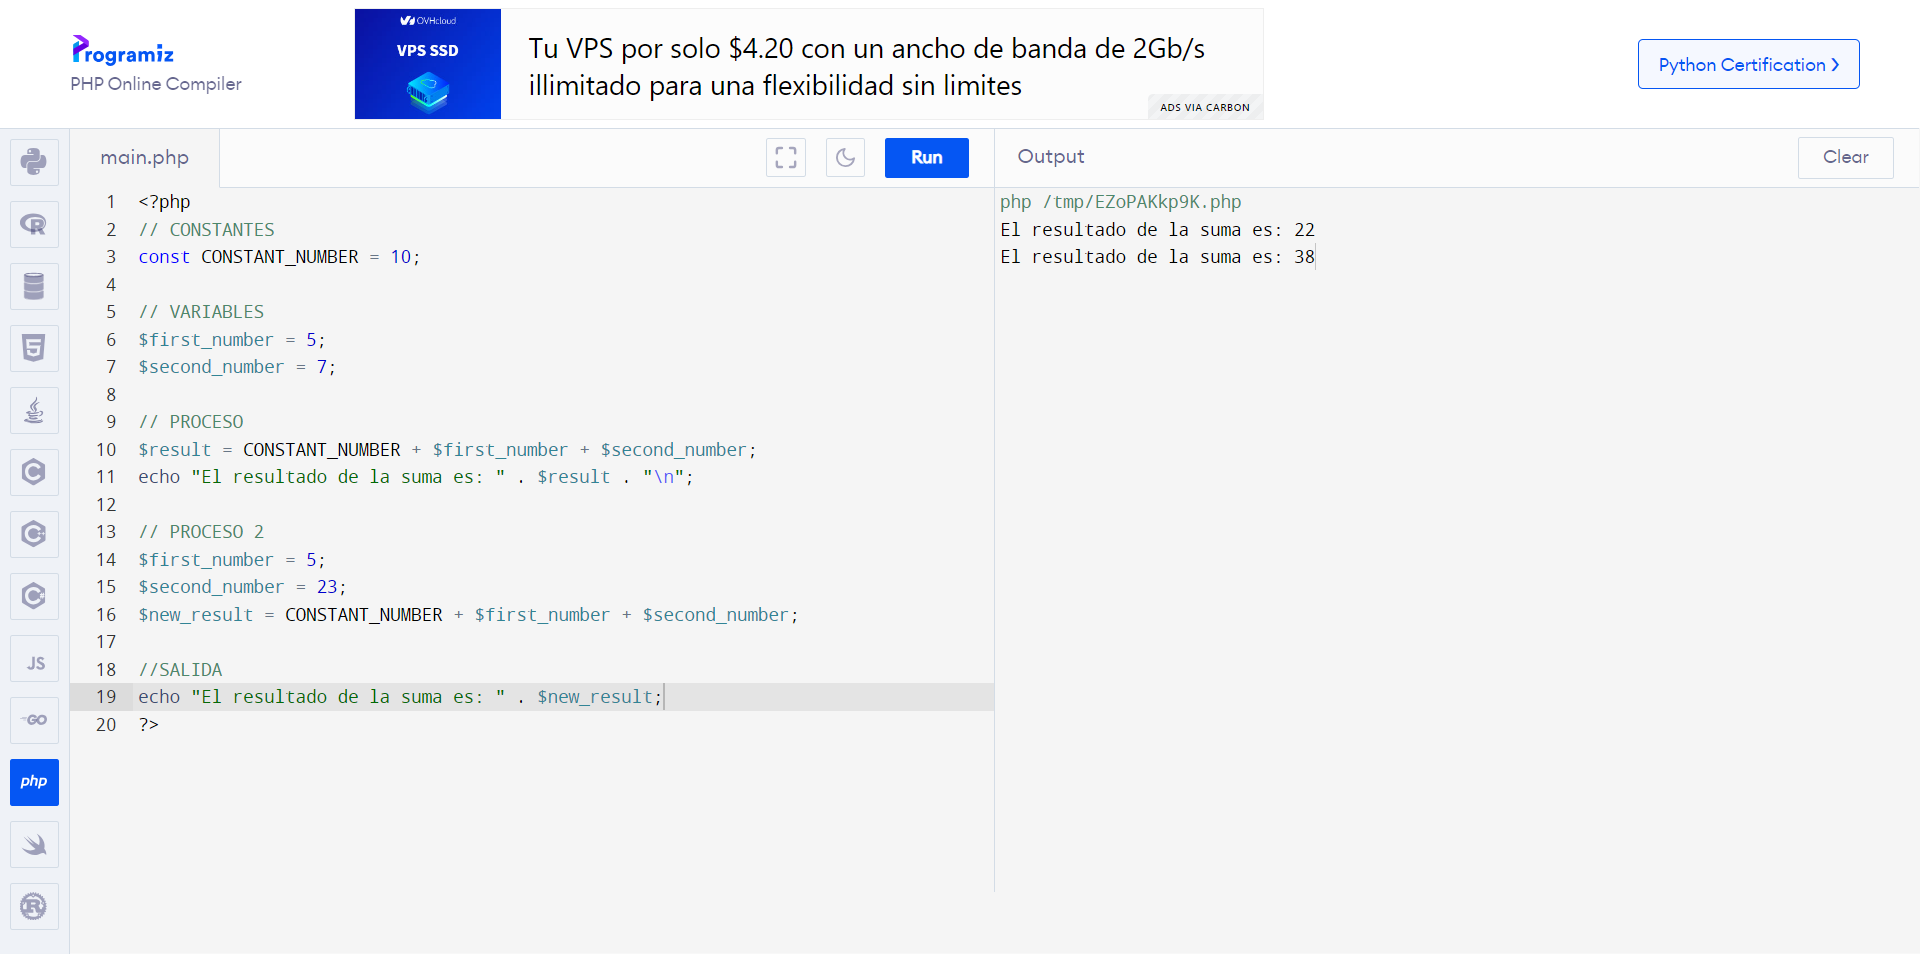 Programiz
PHP Online Compiler
OVHcloud
VPS SSD
Tu VPS por solo $4.20 con un ancho de banda de 2Gb/s
illimitado para una flexibilidad sin limites
ADS VIA CARBON
Python Certification >
main.php
Run
Output
Clear
1 <?php
2 // CONSTANTES
3 const CONSTANT_NUMBER = 10;
4
5 // VARIABLES
6 $first_number = 5;
7 $second_number = 7;
8
9 // PROCESO
10 $result = CONSTANT_NUMBER + $first_number + $second_number;
11 echo "El resultado de la suma es: " . $result . "\n";
12
13 // PROCESO 2
14 $first_number = 5;
15 $second_number = 23;
16 $new_result = CONSTANT_NUMBER + $first_number + $second_number;
17
18 //SALIDA
19 echo "El resultado de la suma es: " . $new_result;
20 ?>
php /tmp/EZoPAKkp9K.php
El resultado de la suma es: 22
El resultado de la suma es: 38
R
5
C
C+
C#
JS
GO
php
R